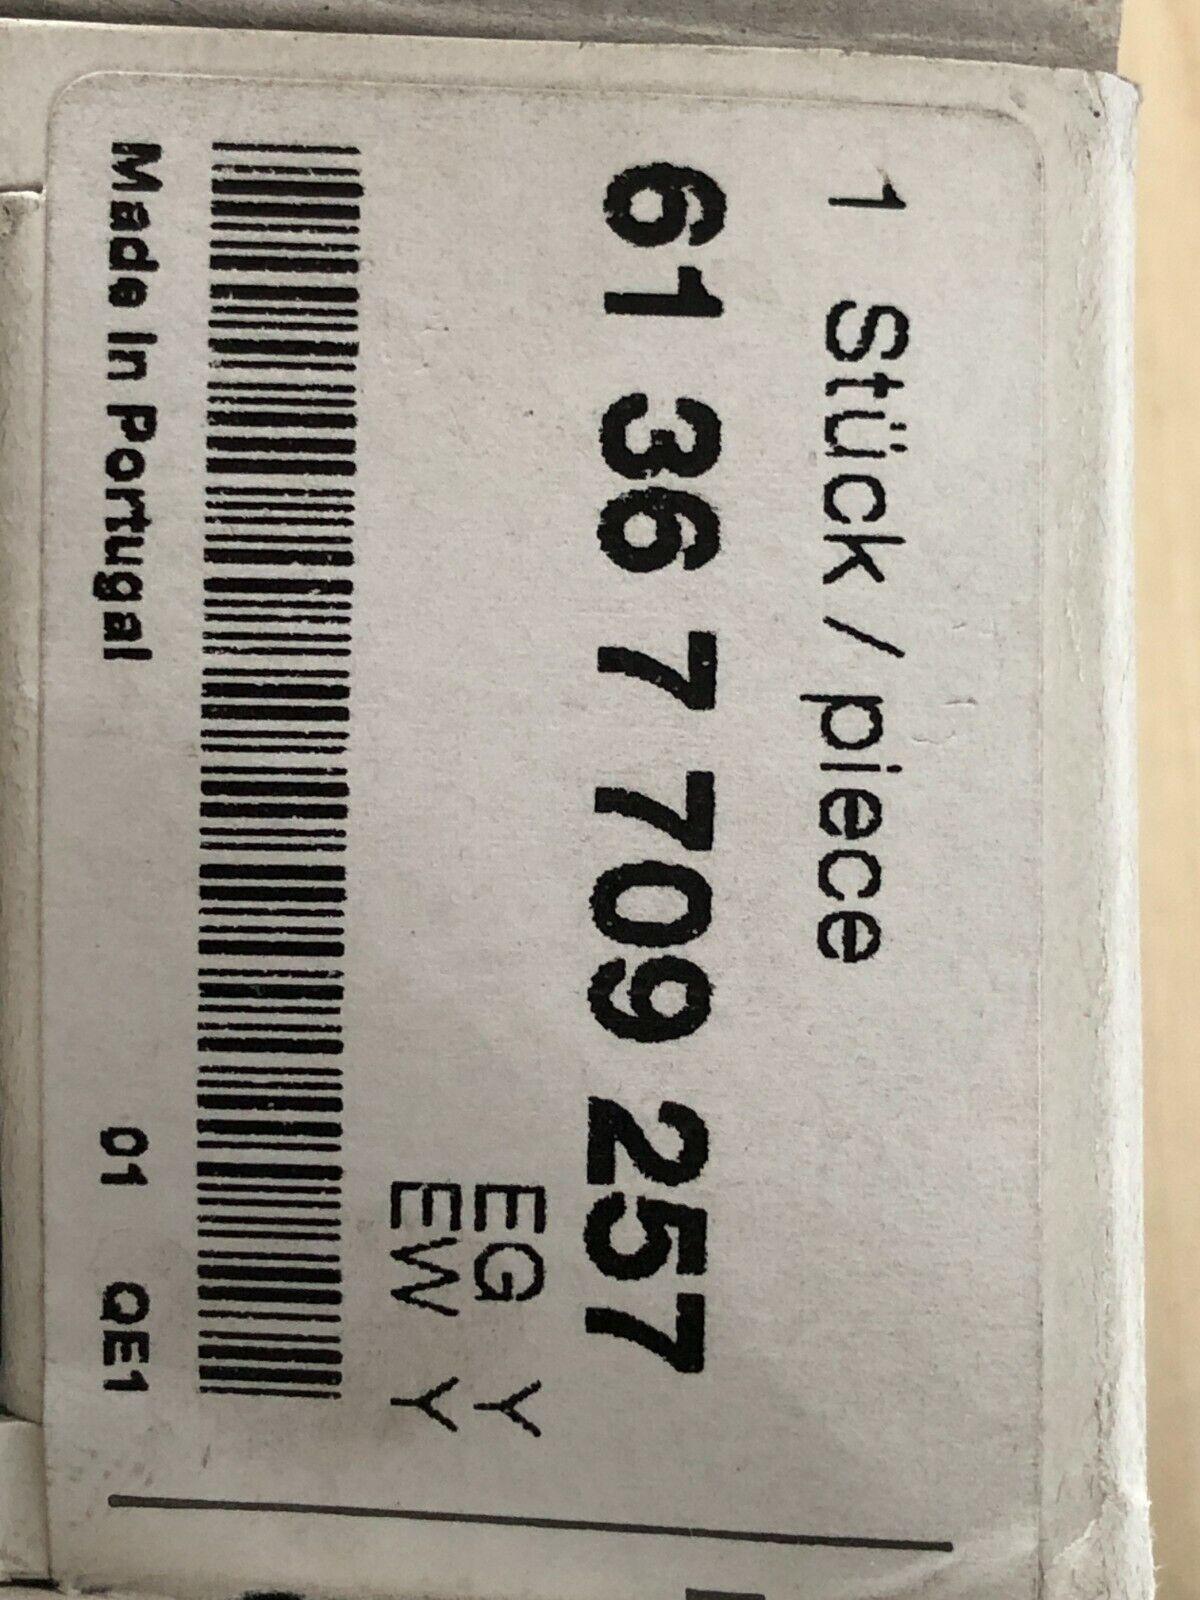 1 Stück / piece
61 36 7 709 257
EG Y
EW Y
Made in Portugal 01 QE1